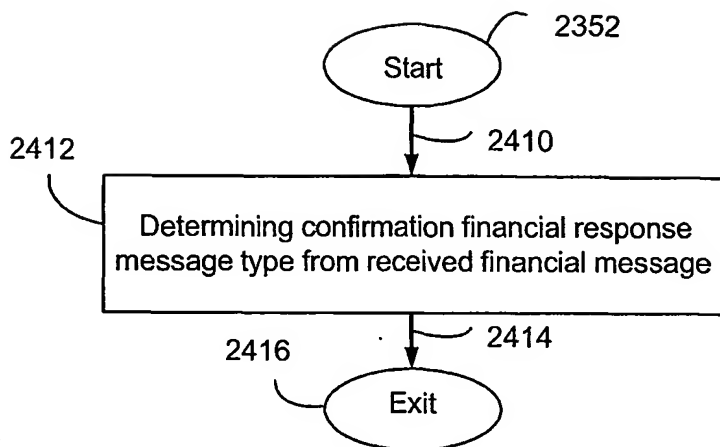 2352
Start
2410
2412
Determining confirmation financial response
message type from received financial message
2414
2416
Exit